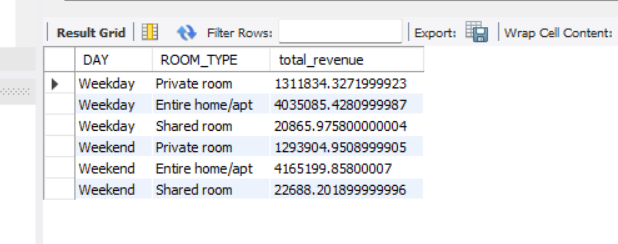 Result Grid Filter Rows: Export: Wrap Cell Content:
DAY ROOM_TYPE total_revenue
Weekday Private room 1311834.3271999923
Weekday Entire home/apt 4035085.4280999987
Weekday Shared room 20865.975800000004
Weekend Private room 1293904.9508999905
Weekend Entire home/apt 4165199.85800007
Weekend Shared room 22688.201899999996